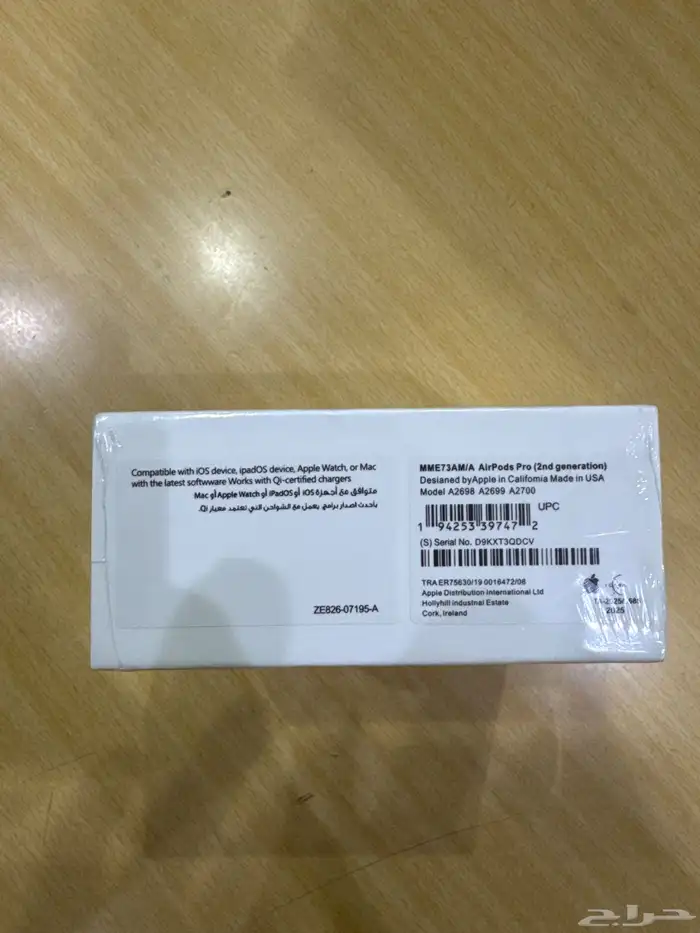 Compatible with iOS device, ipadOS device, Apple Watch, or Mac
with the latest softwware Works with Qi-certified chargers
متوافق مع أجهزة iOS أو iPadOS أو Apple Watch أو Mac
بأحدث اصدار برامج. يعمل مع الشواحن التي تعتمد معيار Qi.
ZE826-07195-A
MME73AM/A AirPods Pro (2nd generation)
Desianed byApple in Califomia Made in USA
Model A2698 A2699 A2700
UPC
1 94253 39747 2
(S) Serial No. D9KXT3QDCV
TRA ER75630/19 0016472/08
Apple Distribution International Ltd
Hollyhill indusInal Estate
Cork, Ireland
2025
حراج